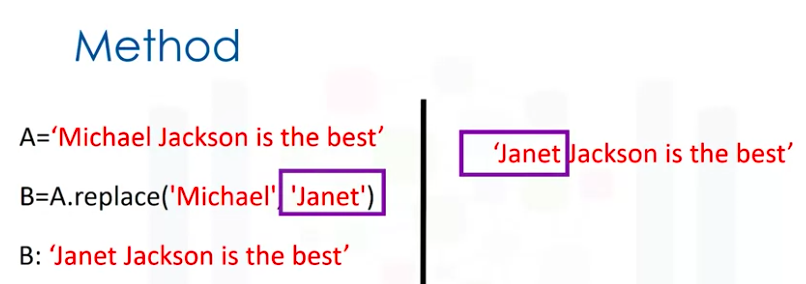 Method
A=‘Michael Jackson is the best’
B=A.replace('Michael' 'Janet')
B: ‘Janet Jackson is the best’
‘Janet Jackson is the best’